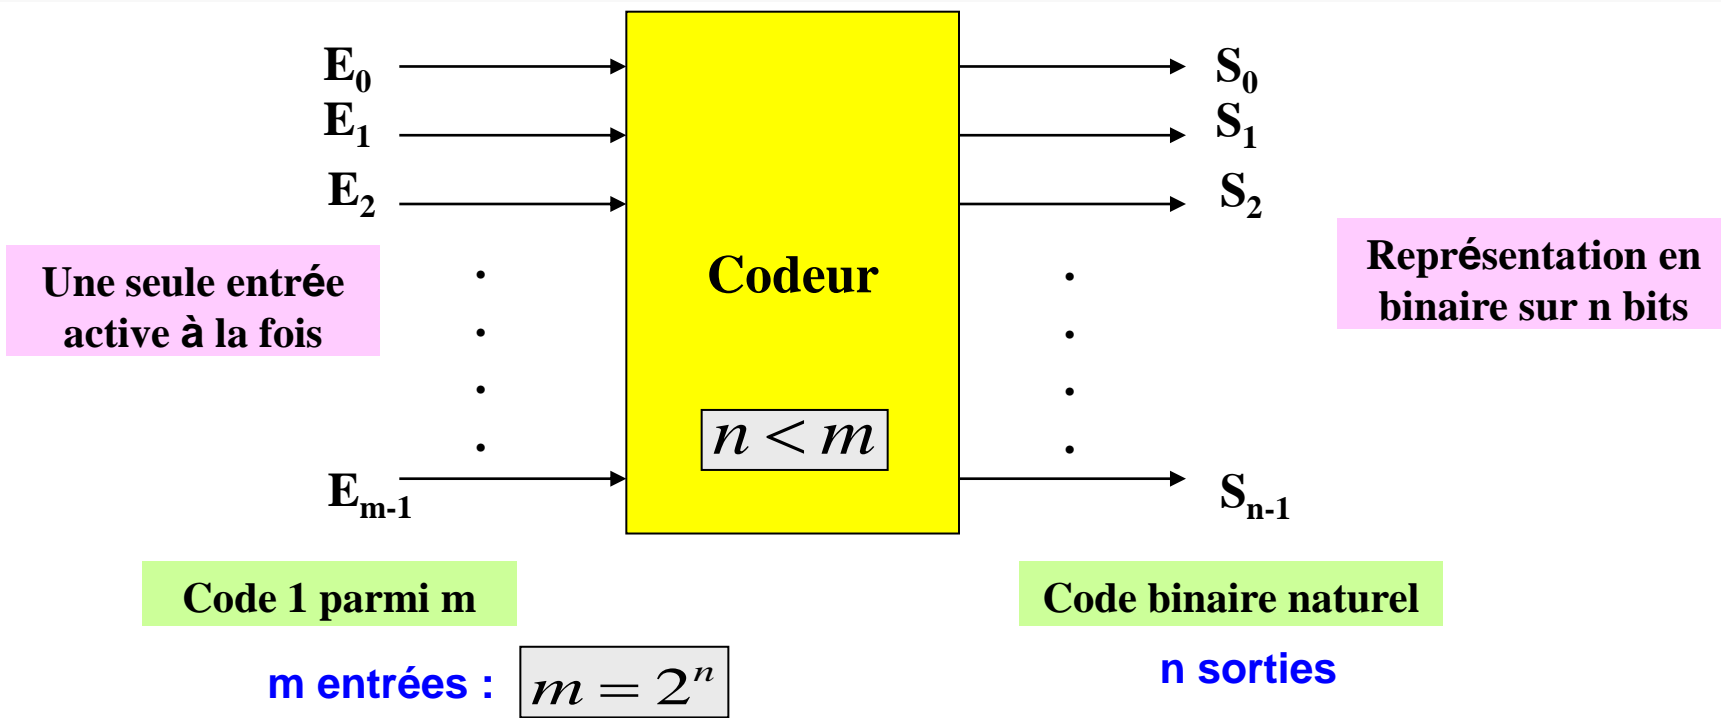 E₀
S₀
E₁
S₁
E₂
S₂
Une seule entrée
active à la fois
Codeur
Représentation en
binaire sur n bits
n < m
Eₘ₋₁
Sₙ₋₁
Code 1 parmi m
Code binaire naturel
m entrées : m = 2ⁿ
n sorties